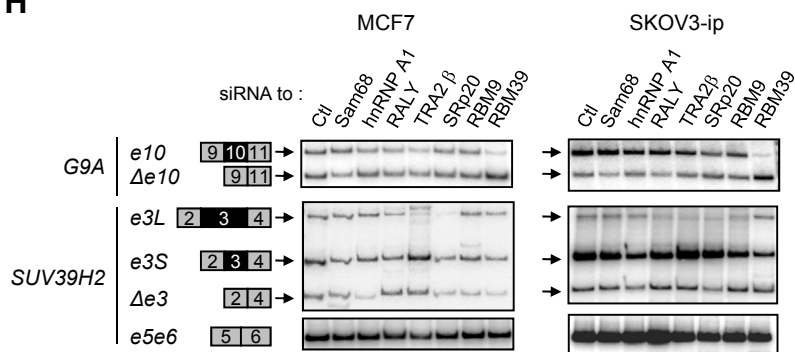 H
MCF7 SKOV3-ip
siRNA to : Ctl Sam68 hnRNP A1 RALY TRA2 β SRp20 RBM9 RBM39 Ctl Sam68 hnRNP A1 RALY TRA2β SRp20 RBM9 RBM39
G9A
e10 9 10 11
Δe10 9 11
SUV39H2
e3L 2 3 4
e3S 2 3 4
Δe3 2 4
e5e6 5 6